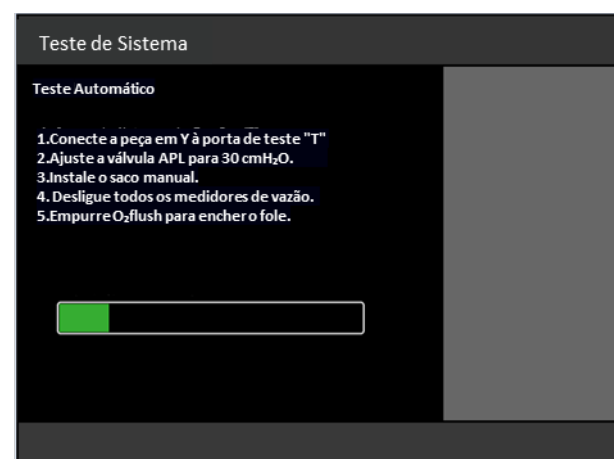 Teste de Sistema
Teste Automático
1.Conecte a peça em Y à porta de teste "T"
2.Ajuste a válvula APL para 30 cmH₂O.
3.Instale o saco manual.
4. Desligue todos os medidores de vazão.
5.Empurre O₂flush para encher o fole.